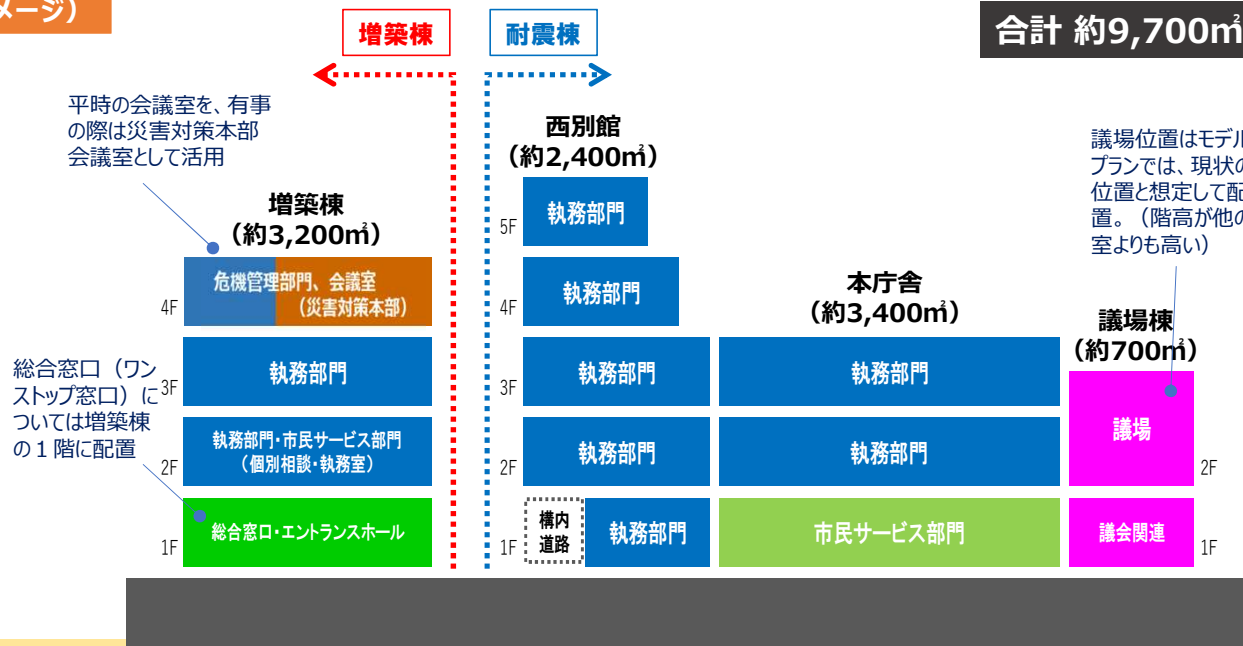 メージ）
増築棟
耐震棟
合計 約9,700㎡
平時の会議室を、有事
の際は災害対策本部
会議室として活用
西別館
（約2,400㎡）
議場位置はモデル
プランでは、現状の
位置と想定して配
置。（階高が他の
室よりも高い）
増築棟
（約3,200㎡）
5F
執務部門
4F
危機管理部門、会議室
（災害対策本部）
4F
執務部門
本庁舎
（約3,400㎡）
議場棟
（約700㎡）
総合窓口（ワン
ストップ窓口）に
ついては増築棟
の１階に配置
3F
執務部門
3F
執務部門
執務部門
2F
執務部門・市民サービス部門
（個別相談・執務室）
2F
執務部門
執務部門
議場
2F
1F
総合窓口・エントランスホール
1F
構内
道路
執務部門
市民サービス部門
議会関連
1F